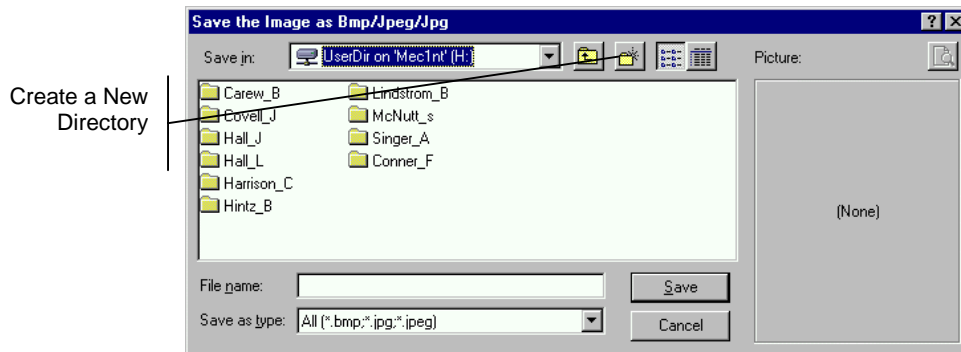 Save the Image as Bmp/Jpeg/Jpg
Save in: UserDir on 'Mec1nt' (H:) Picture:
Create a New
Directory
Carew_B Lindstrom_B
Covell_J McNutt_s
Hall_J Singer_A
Hall_L Conner_F
Harrison_C
Hintz_B
(None)
File name: Save
Save as type: All (*.bmp;*.jpg;*.jpeg) Cancel